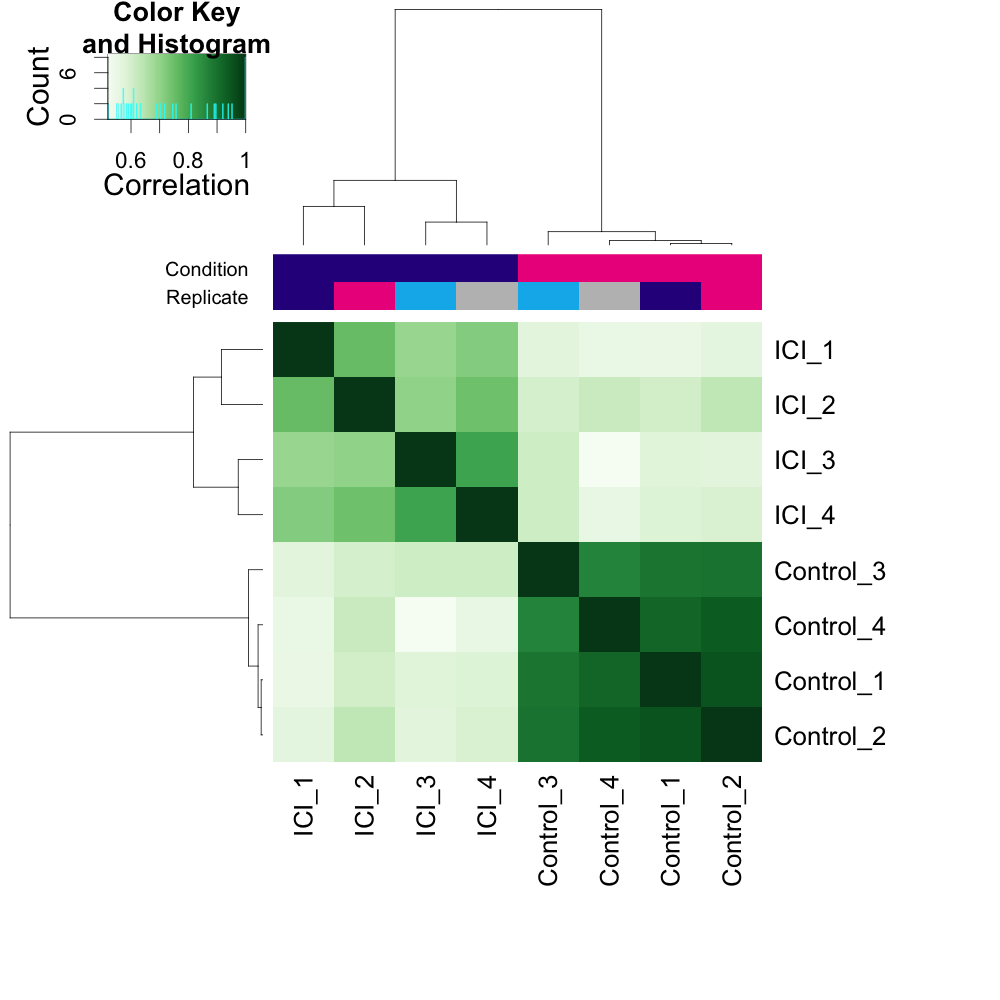 Color Key
and Histogram
Count
0 6
0.6 0.8 1
Correlation
Condition
Replicate
ICI_1
ICI_2
ICI_3
ICI_4
Control_3
Control_4
Control_1
Control_2
ICI_1 ICI_2 ICI_3 ICI_4 Control_3 Control_4 Control_1 Control_2